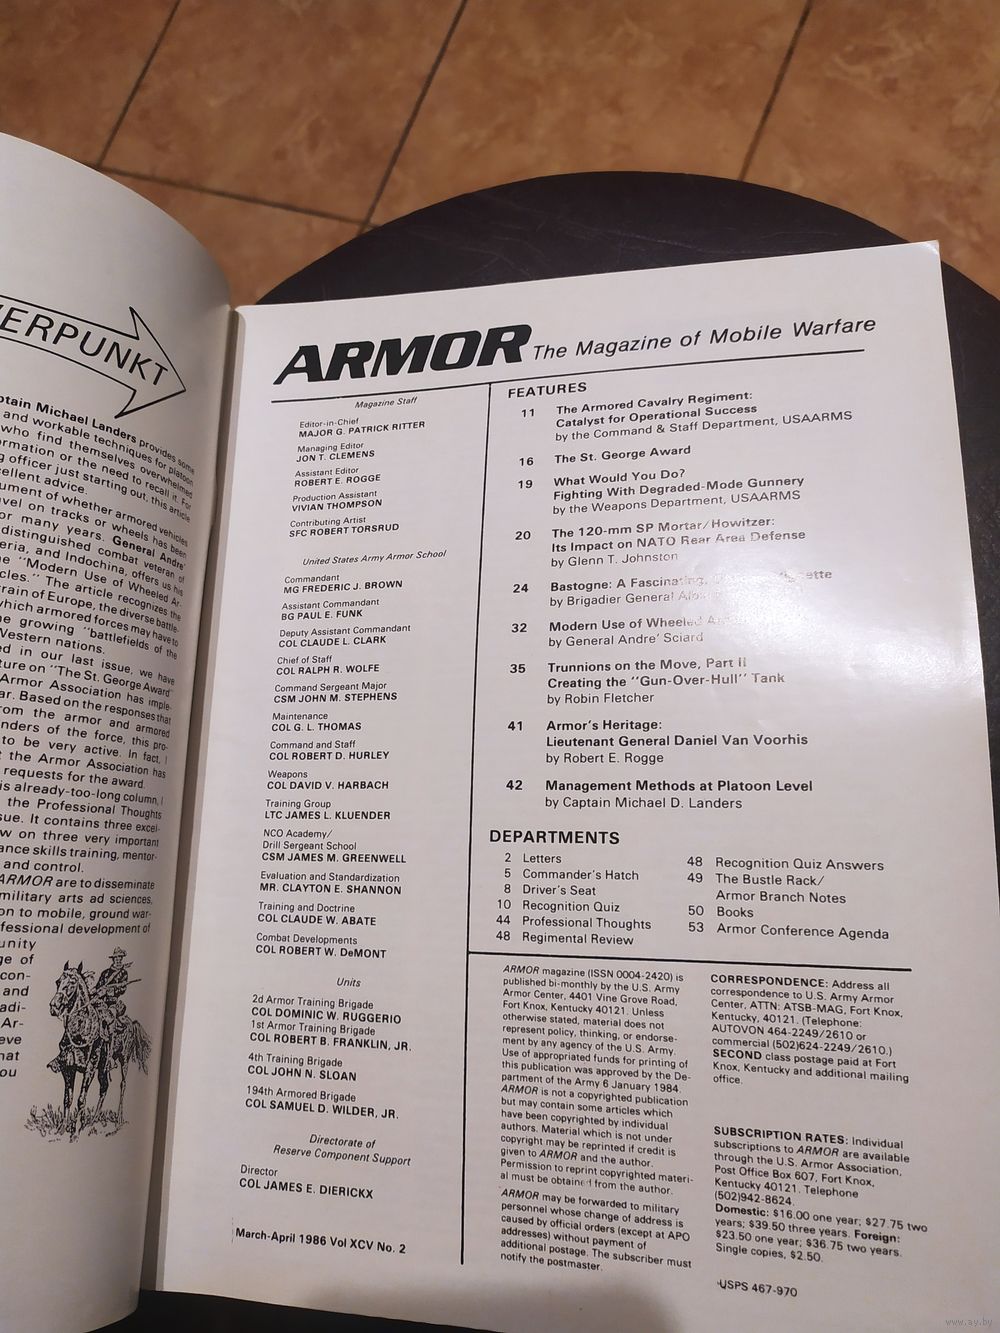 ERPUNKT
ptain Michael Landers provides some
and workable techniques for platoon
who find themselves overwhelmed
ormation or the need to recall it. For
g officer just starting out, this article
cellent advice.
ument of whether armored vehicles
avel on tracks or wheels has been
or many years. General Andre'
distinguished combat veteran of
eria, and Indochina, offers us his
e "Modern Use of Wheeled Ar-
cles." The article recognizes the
rrain of Europe, the diverse battle-
which armored forces may have to
he growing "battlefields of the
Western nations.
ed in our last issue, we have
ture on "The St. George Award"
Armor Association has imple-
ar. Based on the responses that
rom the armor and armored
nders of the force, this pro-
to be very active. In fact, I
t the Armor Association has
requests for the award.
is already-too-long column, I
the Professional Thoughts
sue. It contains three excel-
w on three very important
ance skills training, mentor-
and control.
ARMOR are to disseminate
military arts ad sciences,
on to mobile, ground war-
fessional development of
unity
ge of
con-
and
adi-
Ar-
eve
hat
ou
ARMOR The Magazine of Mobile Warfare
Magazine Staff
Editor-in-Chief
MAJOR G. PATRICK RITTER
Managing Editor
JON T. CLEMENS
Assistant Editor
ROBERT E. ROGGE
Production Assistant
VIVIAN THOMPSON
Contributing Artist
SFC ROBERT TORSRUD
United States Army Armor School
Commandant
MG FREDERIC J. BROWN
Assistant Commandant
BG PAUL E. FUNK
Deputy Assistant Commandant
COL CLAUDE L. CLARK
Chief of Staff
COL RALPH R. WOLFE
Command Sergeant Major
CSM JOHN M. STEPHENS
Maintenance
COL G. L. THOMAS
Command and Staff
COL ROBERT D. HURLEY
Weapons
COL DAVID V. HARBACH
Training Group
LTC JAMES L. KLUENDER
NCO Academy/
Drill Sergeant School
CSM JAMES M. GREENWELL
Evaluation and Standardization
MR. CLAYTON E. SHANNON
Training and Doctrine
COL CLAUDE W. ABATE
Combat Developments
COL ROBERT W. DeMONT
Units
2d Armor Training Brigade
COL DOMINIC W. RUGGERIO
1st Armor Training Brigade
COL ROBERT B. FRANKLIN, JR.
4th Training Brigade
COL JOHN N. SLOAN
194th Armored Brigade
COL SAMUEL D. WILDER, JR.
Directorate of
Reserve Component Support
Director
COL JAMES E. DIERICKX
March-April 1986 Vol XCV No. 2
FEATURES
11 The Armored Cavalry Regiment:
Catalyst for Operational Success
by the Command & Staff Department, USAARMS
16 The St. George Award
19 What Would You Do?
Fighting With Degraded-Mode Gunnery
by the Weapons Department, USAARMS
20 The 120-mm SP Mortar/Howitzer:
Its Impact on NATO Rear Area Defense
by Glenn T. Johnston
24 Bastogne: A Fascinating,
by Brigadier General
32 Modern Use of Wheeled
by General Andre' Sciard
35 Trunnions on the Move, Part II
Creating the "Gun-Over-Hull" Tank
by Robin Fletcher
41 Armor's Heritage:
Lieutenant General Daniel Van Voorhis
by Robert E. Rogge
42 Management Methods at Platoon Level
by Captain Michael D. Landers
DEPARTMENTS
2 Letters
5 Commander's Hatch
8 Driver's Seat
10 Recognition Quiz
44 Professional Thoughts
48 Regimental Review
48 Recognition Quiz Answers
49 The Bustle Rack/
Armor Branch Notes
50 Books
53 Armor Conference Agenda
ARMOR magazine (ISSN 0004-2420) is
published bi-monthly by the U.S. Army
Armor Center, 4401 Vine Grove Road,
Fort Knox, Kentucky 40121. Unless
otherwise stated, material does not
represent policy, thinking, or endorse-
ment by any agency of the U.S. Army.
Use of appropriated funds for printing of
this publication was approved by the De-
partment of the Army 6 January 1984.
ARMOR is not a copyrighted publication
but may contain some articles which
have been copyrighted by individual
authors. Material which is not under
copyright may be reprinted if credit is
given to ARMOR and the author.
Permission to reprint copyrighted materi-
al must be obtained from the author.
ARMOR may be forwarded to military
personnel whose change of address is
caused by official orders (except at APO
addresses) without payment of
additional postage. The subscriber must
notify the postmaster.
CORRESPONDENCE: Address all
correspondence to U.S. Army Armor
Center, ATTN: ATSB-MAG, Fort Knox,
Kentucky, 40121. (Telephone:
AUTOVON 464-2249/2610 or
commercial (502)624-2249/2610.)
SECOND class postage paid at Fort
Knox, Kentucky and additional mailing
office.
SUBSCRIPTION RATES: Individual
subscriptions to ARMOR are available
through the U.S. Armor Association,
Post Office Box 607, Fort Knox,
Kentucky 40121. Telephone
(502)942-8624.
Domestic: $16.00 one year; $27.75 two
years; $39.50 three years. Foreign:
$23.50 one year; $36.75 two years.
Single copies, $2.50.
USPS 467-970
www.ay.by